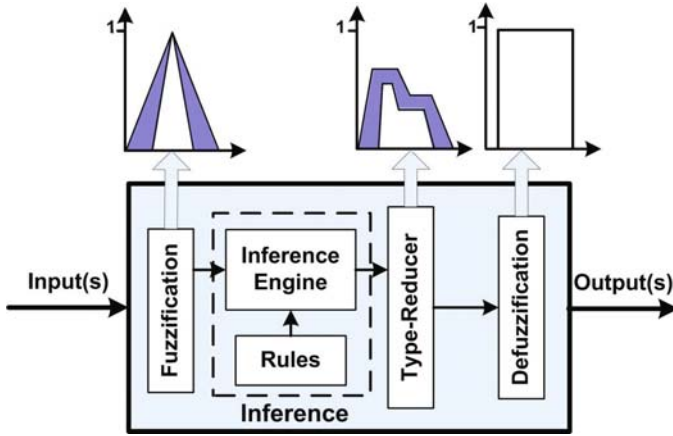 1
1
1
Input(s)
Fuzzification
Inference
Engine
Rules
Inference
Type-Reducer
Defuzzification
Output(s)